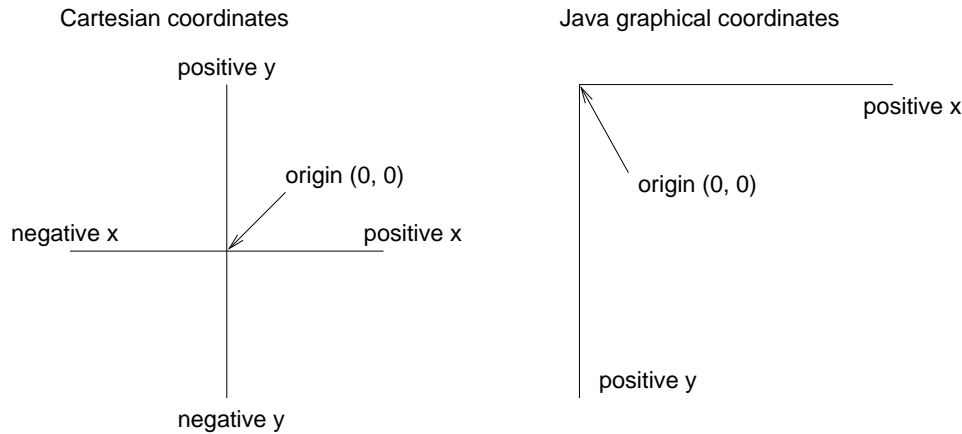 Cartesian coordinates
positive y
origin (0, 0)
negative x
positive x
negative y
Java graphical coordinates
positive x
origin (0, 0)
positive y